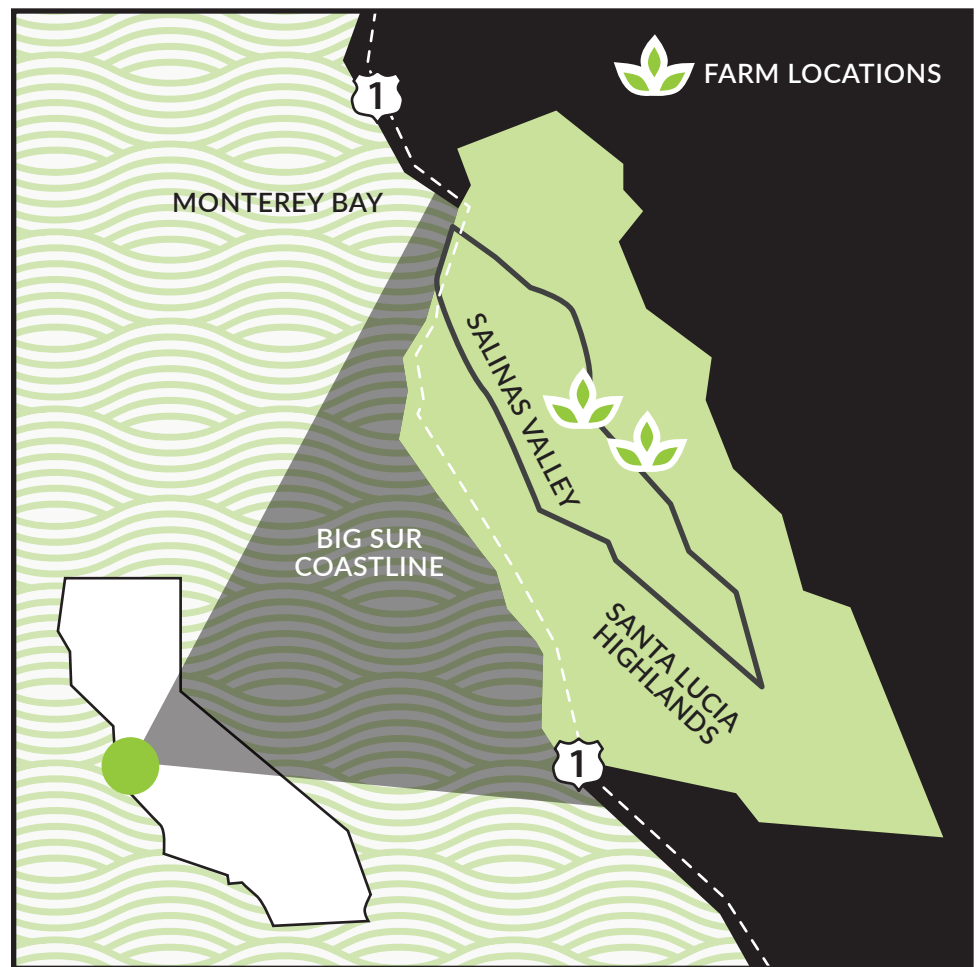 FARM LOCATIONS
1
MONTEREY BAY
SALINAS VALLEY
BIG SUR
COASTLINE
SANTA LUCIA
HIGHLANDS
1